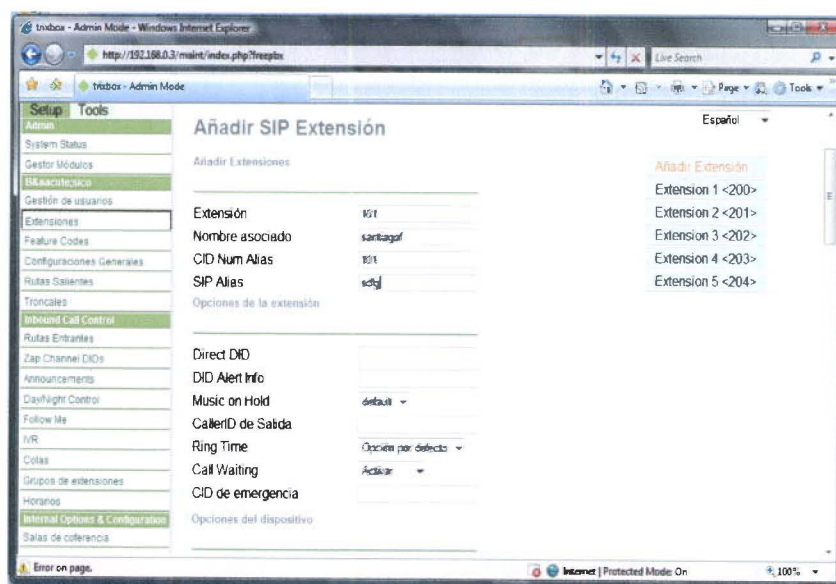 trixbox - Admin Mode - Windows Internet Explorer
http://192.168.0.3/maint/index.php?freepbx
Live Search
trixbox - Admin Mode
Page
Tools
Setup Tools
Español
Admin
System Status
Gestor Módulos
B&aacute;sico
Gestión de usuarios
Extensiones
Feature Codes
Configuraciones Generales
Rutas Salientes
Troncales
Inbound Call Control
Rutas Entrantes
Zap Channel DIDs
Announcements
Day/Night Control
Follow Me
IVR
Colas
Grupos de extensiones
Horarios
Internal Options & Configuration
Salas de coferencia
Añadir SIP Extensión
Añadir Extensiones
Extensión 101
Nombre asociado santiagof
CID Num Alias 101
SIP Alias
Opciones de la extensión
Direct DID
DID Alert Info
Music on Hold default
CallerID de Salida
Ring Time Opción por defecto
Call Waiting Activar
CID de emergencia
Opciones del dispositivo
Añadir Extensión
Extension 1 <200>
Extension 2 <201>
Extension 3 <202>
Extension 4 <203>
Extension 5 <204>
Error on page.
Internet | Protected Mode: On
100%